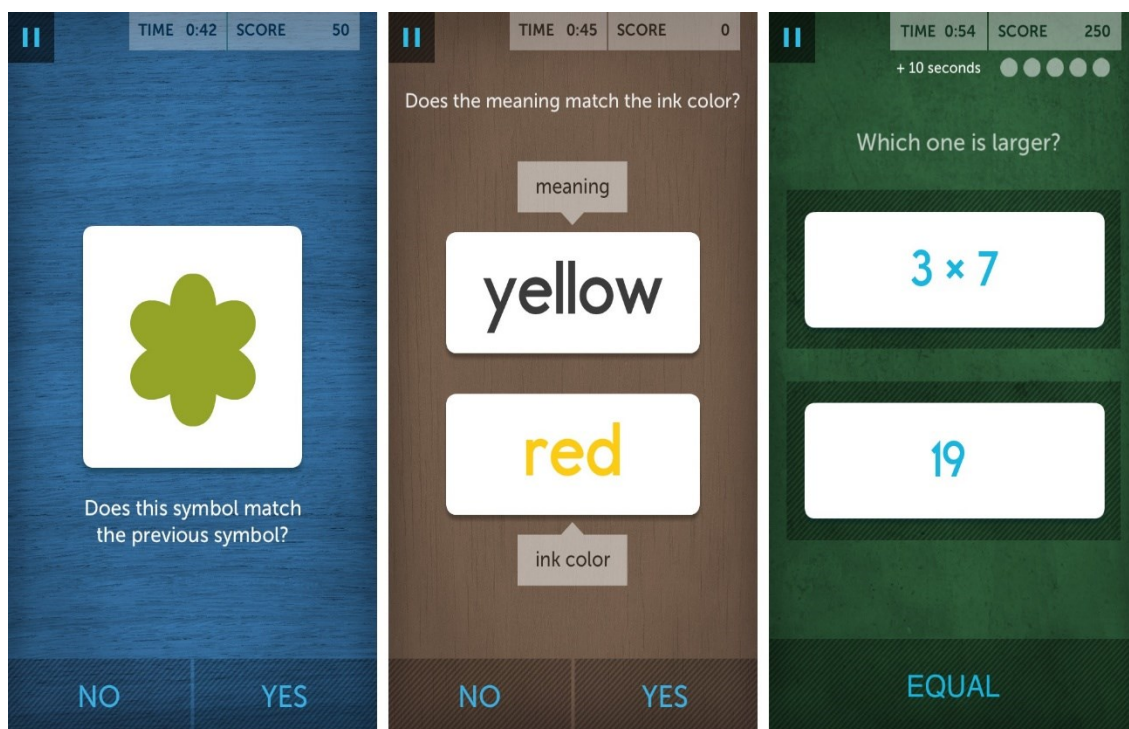 TIME 0:42 SCORE 50
Does this symbol match
the previous symbol?
NO YES
TIME 0:45 SCORE 0
Does the meaning match the ink color?
meaning
yellow
red
ink color
NO YES
TIME 0:54 SCORE 250
+ 10 seconds
Which one is larger?
3 × 7
19
EQUAL